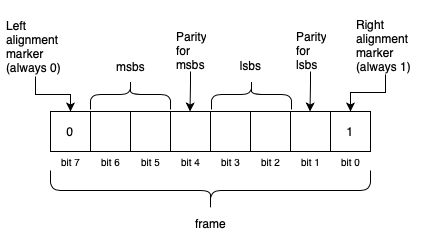 Left
alignment
marker
(always 0)
msbs
Parity
for
msbs
lsbs
Parity
for
lsbs
Right
alignment
marker
(always 1)
0
1
bit 7
bit 6
bit 5
bit 4
bit 3
bit 2
bit 1
bit 0
frame